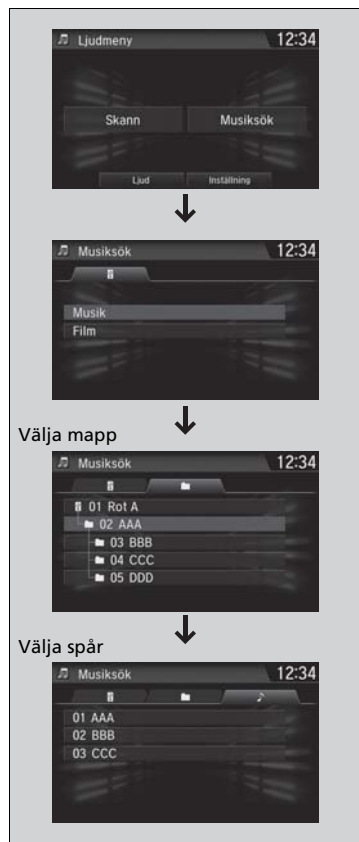 Ljudmeny 12:34
Skann Musiksök
Ljud Inställning
Musiksök 12:34
Musik
Film
Välja mapp
Musiksök 12:34
01 Rot A
02 AAA
03 BBB
04 CCC
05 DDD
Välja spår
Musiksök 12:34
01 AAA
02 BBB
03 CCC